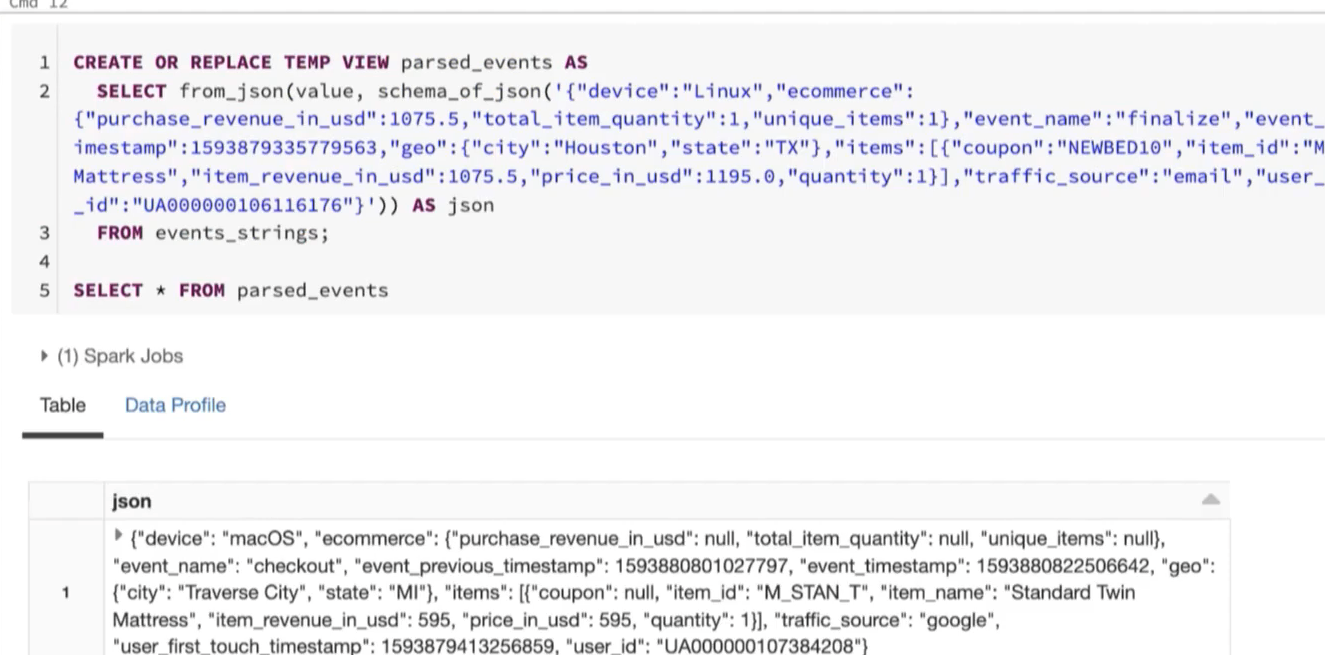 Cmd 12
1 CREATE OR REPLACE TEMP VIEW parsed_events AS
2 SELECT from_json(value, schema_of_json('{"device":"Linux","ecommerce":
{"purchase_revenue_in_usd":1075.5,"total_item_quantity":1,"unique_items":1},"event_name":"finalize","event_
imestamp":1593879335779563,"geo":{"city":"Houston","state":"TX"},"items":[{"coupon":"NEWBED10","item_id":"M
Mattress","item_revenue_in_usd":1075.5,"price_in_usd":1195.0,"quantity":1}],"traffic_source":"email","user_
_id":"UA000000106116176"}')) AS json
3 FROM events_strings;
4
5 SELECT * FROM parsed_events
(1) Spark Jobs
Table Data Profile
json
{"device": "macOS", "ecommerce": {"purchase_revenue_in_usd": null, "total_item_quantity": null, "unique_items": null},
"event_name": "checkout", "event_previous_timestamp": 1593880801027797, "event_timestamp": 1593880822506642, "geo":
1 {"city": "Traverse City", "state": "MI"}, "items": [{"coupon": null, "item_id": "M_STAN_T", "item_name": "Standard Twin
Mattress", "item_revenue_in_usd": 595, "price_in_usd": 595, "quantity": 1}], "traffic_source": "google",
"user_first_touch_timestamp": 1593879413256859, "user_id": "UA000000107384208"}